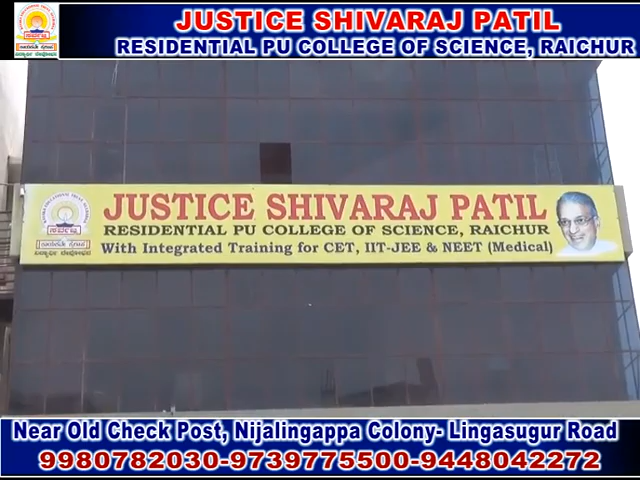 JUSTICE SHIVARAJ PATIL
RESIDENTIAL PU COLLEGE OF SCIENCE, RAICHUR
JUSTICE SHIVARAJ PATIL
RESIDENTIAL PU COLLEGE OF SCIENCE, RAICHUR
With Integrated Training for CET, IIT-JEE & NEET (Medical)
Near Old Check Post, Nijalingappa Colony- Lingasugur Road
9980782030-9739775500-9448042272